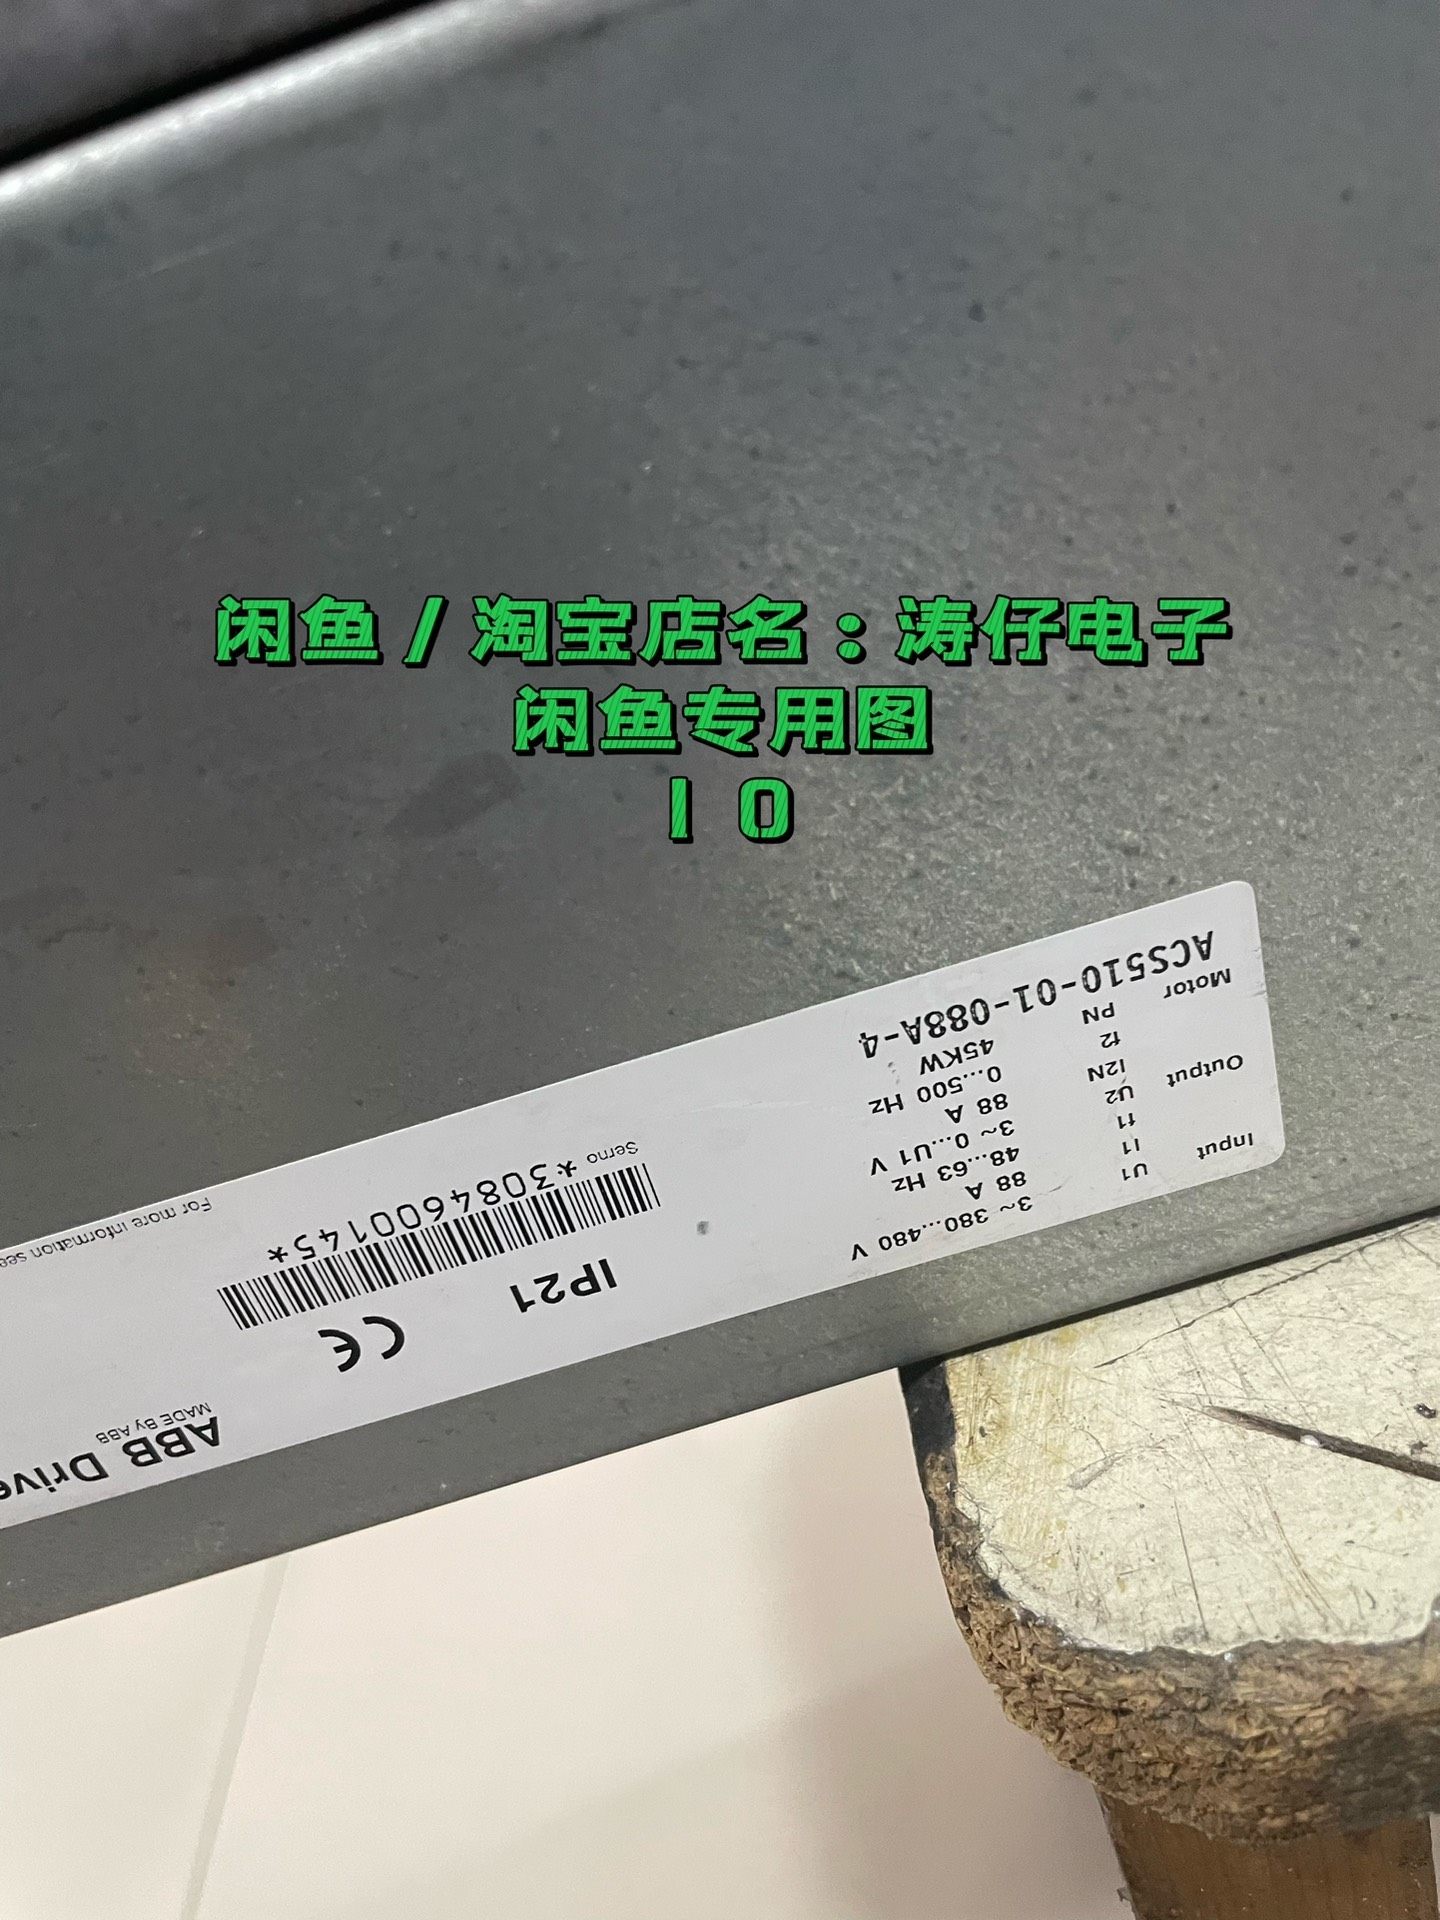 闲鱼/淘宝店名：涛仔电子
闲鱼专用图
10
ABB Drive
MADE By ABB
CE
IP21
Serno *3084600145*
For more information see
Input U1 3~ 380...480 V
I1 88 A
f1 48...63 Hz
Output U2 3~ 0...U1 V
I2N 88 A
f2 0...500 Hz
Motor PN 45KW
ACS510-01-088A-4